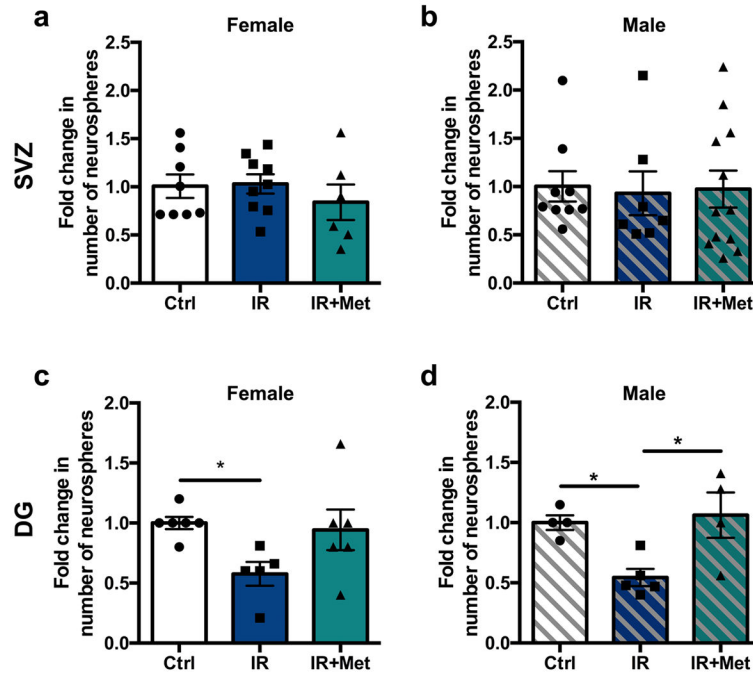 a
Female
SVZ
Fold change in
number of neurospheres
2.5
2.0
1.5
1.0
0.5
0.0
Ctrl IR IR+Met
b
Male
Fold change in
number of neurospheres
2.5
2.0
1.5
1.0
0.5
0.0
Ctrl IR IR+Met
c
Female
DG
Fold change in
number of neurospheres
2.0
1.5
1.0
0.5
0.0
*
Ctrl IR IR+Met
d
Male
Fold change in
number of neurospheres
2.0
1.5
1.0
0.5
0.0
*
*
Ctrl IR IR+Met